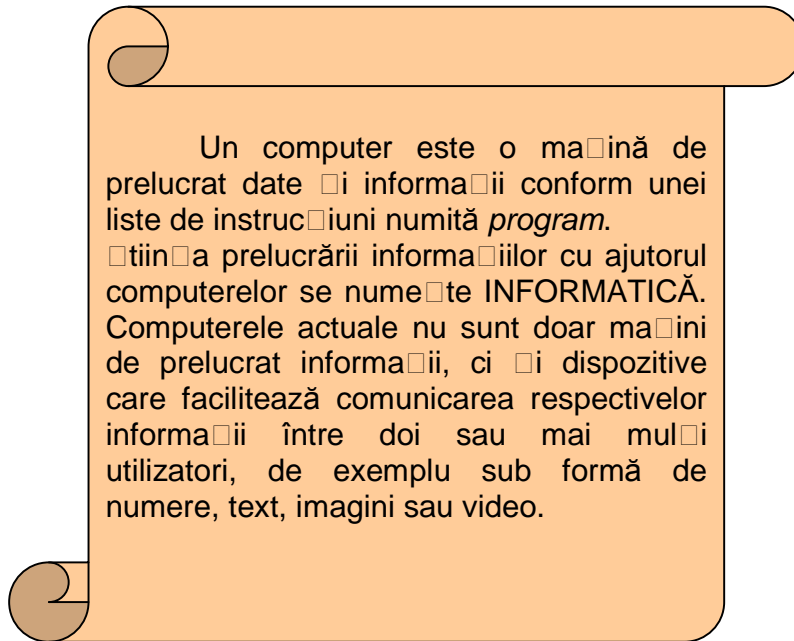 Un computer este o ma□ină de
prelucrat date □i informa□ii conform unei
liste de instruc□iuni numită program.
□tiin□a prelucrării informa□iilor cu ajutorul
computerelor se nume□te INFORMATICĂ.
Computerele actuale nu sunt doar ma□ini
de prelucrat informa□ii, ci □i dispozitive
care facilitează comunicarea respectivelor
informa□ii între doi sau mai mul□i
utilizatori, de exemplu sub formă de
numere, text, imagini sau video.